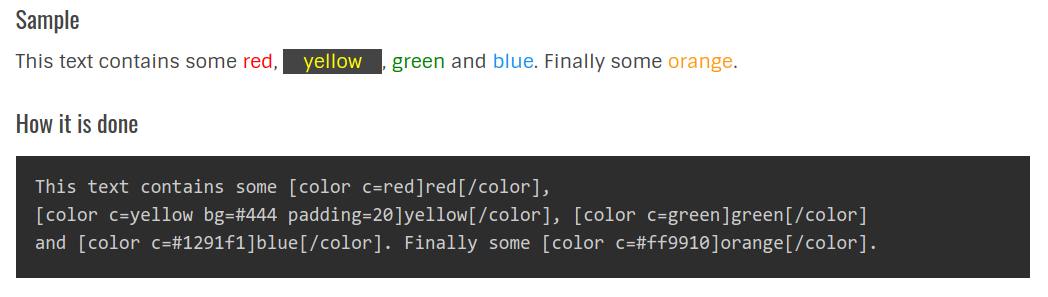 Sample
This text contains some red, yellow , green and blue. Finally some orange.
How it is done
This text contains some [color c=red]red[/color],
[color c=yellow bg=#444 padding=20]yellow[/color], [color c=green]green[/color]
and [color c=#1291f1]blue[/color]. Finally some [color c=#ff9910]orange[/color].